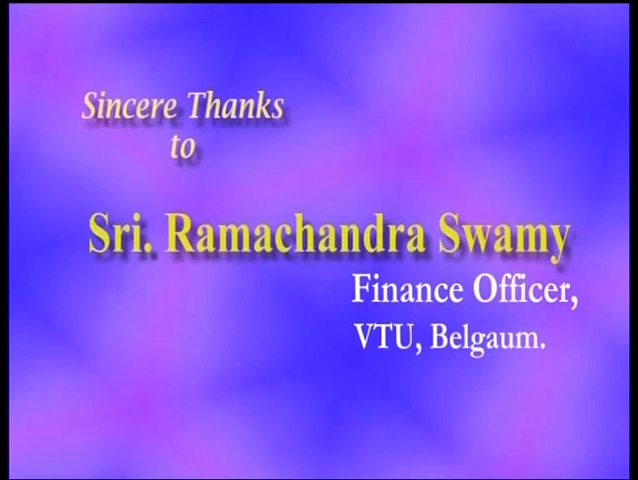 Sincere Thanks
to
Sri. Ramachandra Swamy
Finance Officer,
VTU, Belgaum.